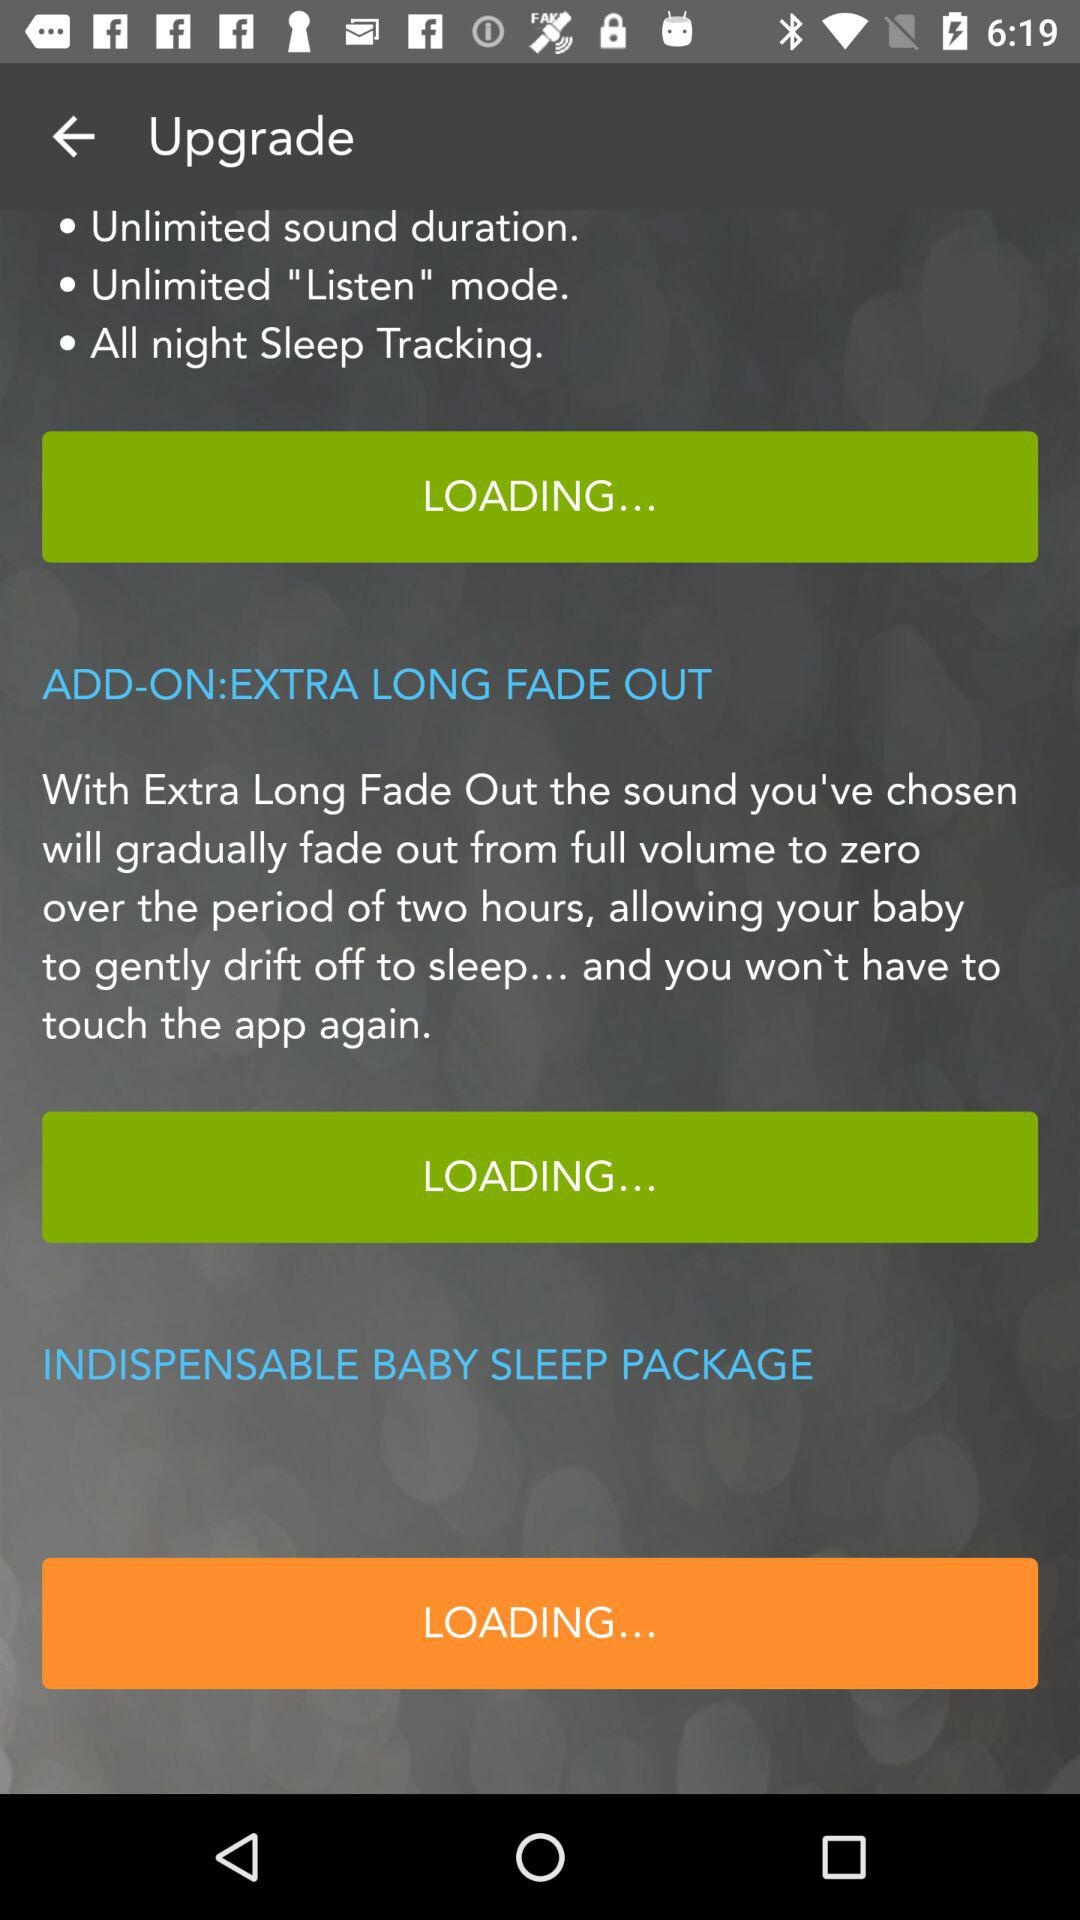 FAKE
6:19
Upgrade
• Unlimited sound duration.
• Unlimited "Listen" mode.
• All night Sleep Tracking.
LOADING...
ADD-ON:EXTRA LONG FADE OUT
With Extra Long Fade Out the sound you've chosen
will gradually fade out from full volume to zero
over the period of two hours, allowing your baby
to gently drift off to sleep... and you won`t have to
touch the app again.
LOADING...
INDISPENSABLE BABY SLEEP PACKAGE
LOADING...